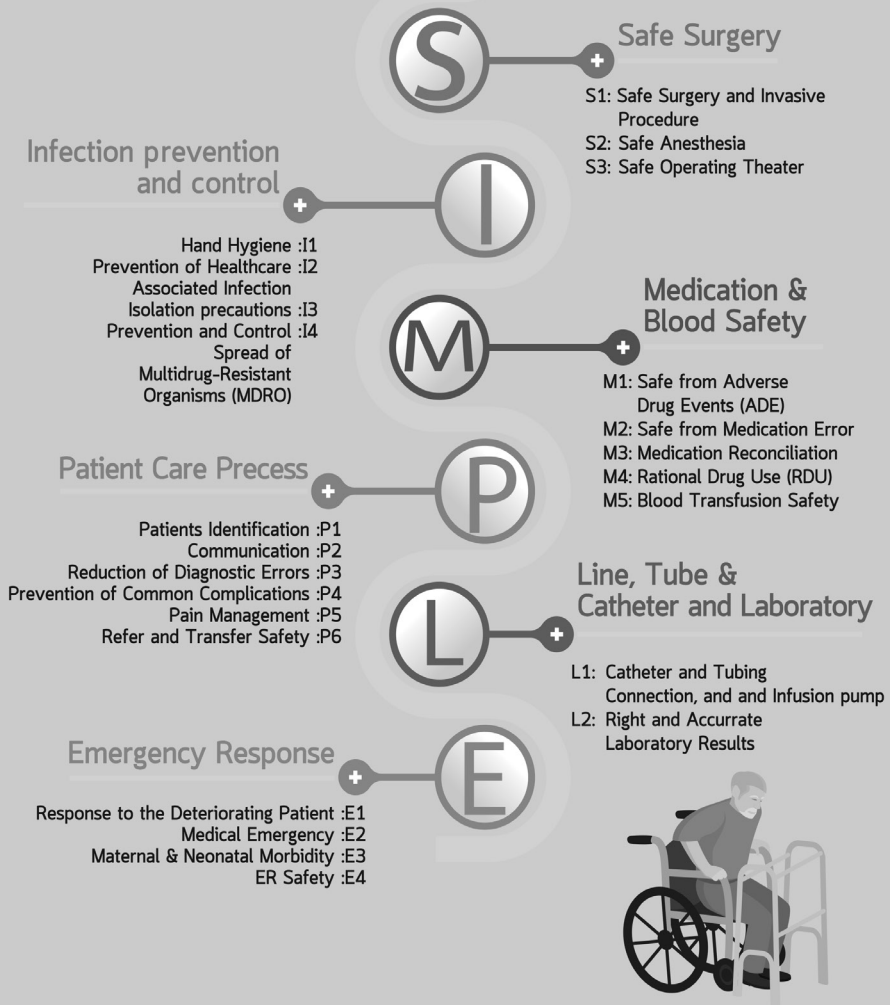 S
Safe Surgery
S1: Safe Surgery and Invasive
Procedure
S2: Safe Anesthesia
S3: Safe Operating Theater
I
Infection prevention
and control
Hand Hygiene :I1
Prevention of Healthcare :I2
Associated Infection
Isolation precautions :I3
Prevention and Control :I4
Spread of
Multidrug-Resistant
Organisms (MDRO)
M
Medication &
Blood Safety
M1: Safe from Adverse
Drug Events (ADE)
M2: Safe from Medication Error
M3: Medication Reconciliation
M4: Rational Drug Use (RDU)
M5: Blood Transfusion Safety
P
Patient Care Precess
Patients Identification :P1
Communication :P2
Reduction of Diagnostic Errors :P3
Prevention of Common Complications :P4
Pain Management :P5
Refer and Transfer Safety :P6
L
Line, Tube &
Catheter and Laboratory
L1: Catheter and Tubing
Connection, and and Infusion pump
L2: Right and Accurrate
Laboratory Results
E
Emergency Response
Response to the Deteriorating Patient :E1
Medical Emergency :E2
Maternal & Neonatal Morbidity :E3
ER Safety :E4